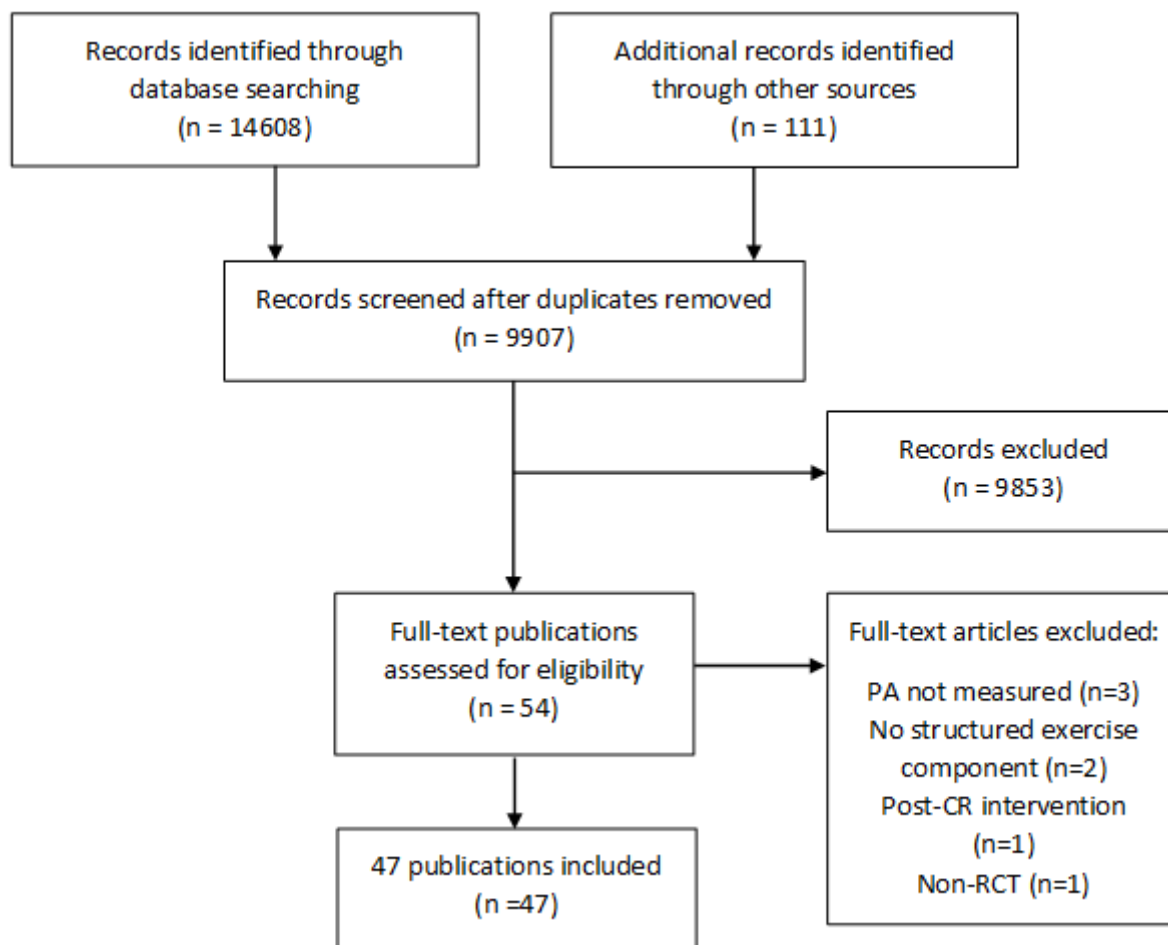 Records identified through
database searching
(n = 14608)
Additional records identified
through other sources
(n = 111)
Records screened after duplicates removed
(n = 9907)
Records excluded
(n = 9853)
Full-text publications
assessed for eligibility
(n = 54)
Full-text articles excluded:
PA not measured (n=3)
No structured exercise
component (n=2)
Post-CR intervention
(n=1)
Non-RCT (n=1)
47 publications included
(n =47)